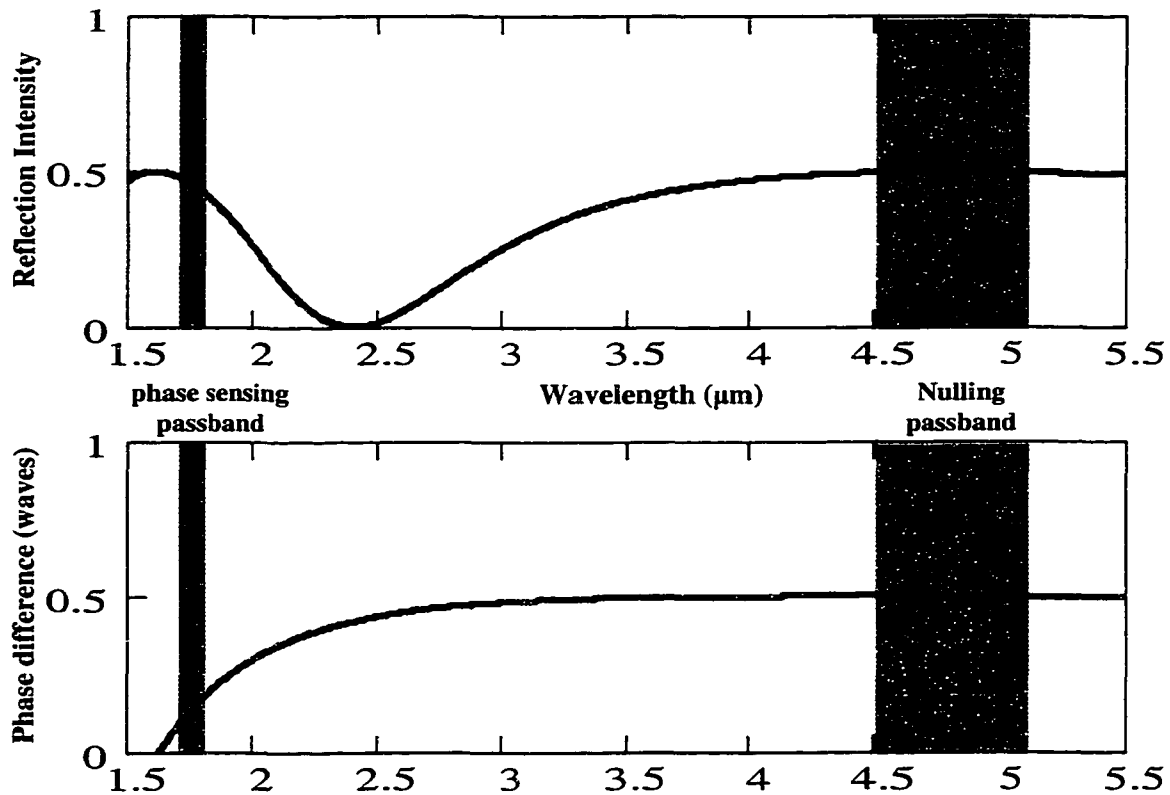 1
Reflection Intensity
0.5
0
1.5 2 2.5 3 3.5 4 4.5 5 5.5
phase sensing
passband
Wavelength (μm)
Nulling
passband
1
Phase difference (waves)
0.5
0
1.5 2 2.5 3 3.5 4 4.5 5 5.5